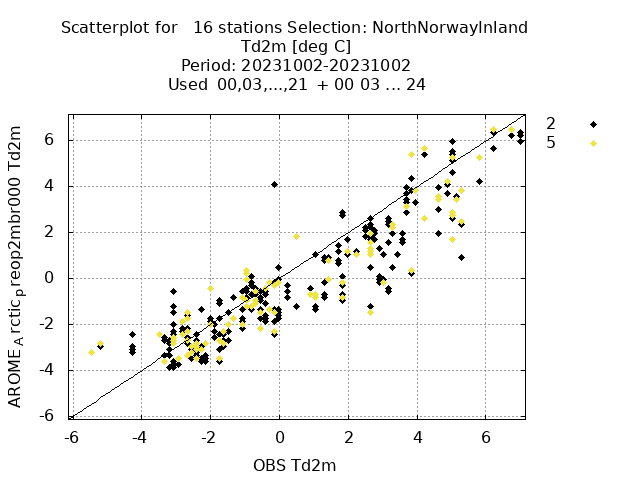 Scatterplot for   16 stations Selection: NorthNorwayInland
Td2m [deg C]
Period: 20231002-20231002
Used  00,03,...,21  + 00 03 ... 24
2
5
AROME_Arctic_preop2mbr000 Td2m
6
4
2
0
-2
-4
-6
-6 -4 -2 0 2 4 6
OBS Td2m